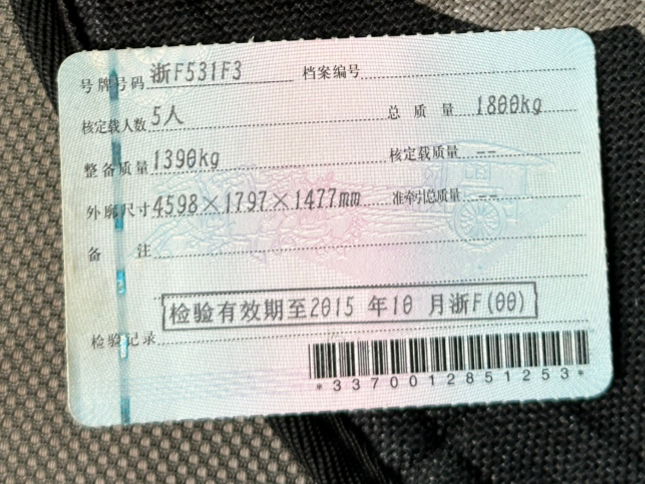 号牌号码 浙F531F3 档案编号
核定载人数 5人 总质量 1800kg
整备质量 1390kg 核定载质量 --
外廓尺寸 4598×1797×1477mm 准牵引总质量 --
备注
检验有效期至2015 年10 月浙F(00)
检验记录
*3370012851253*